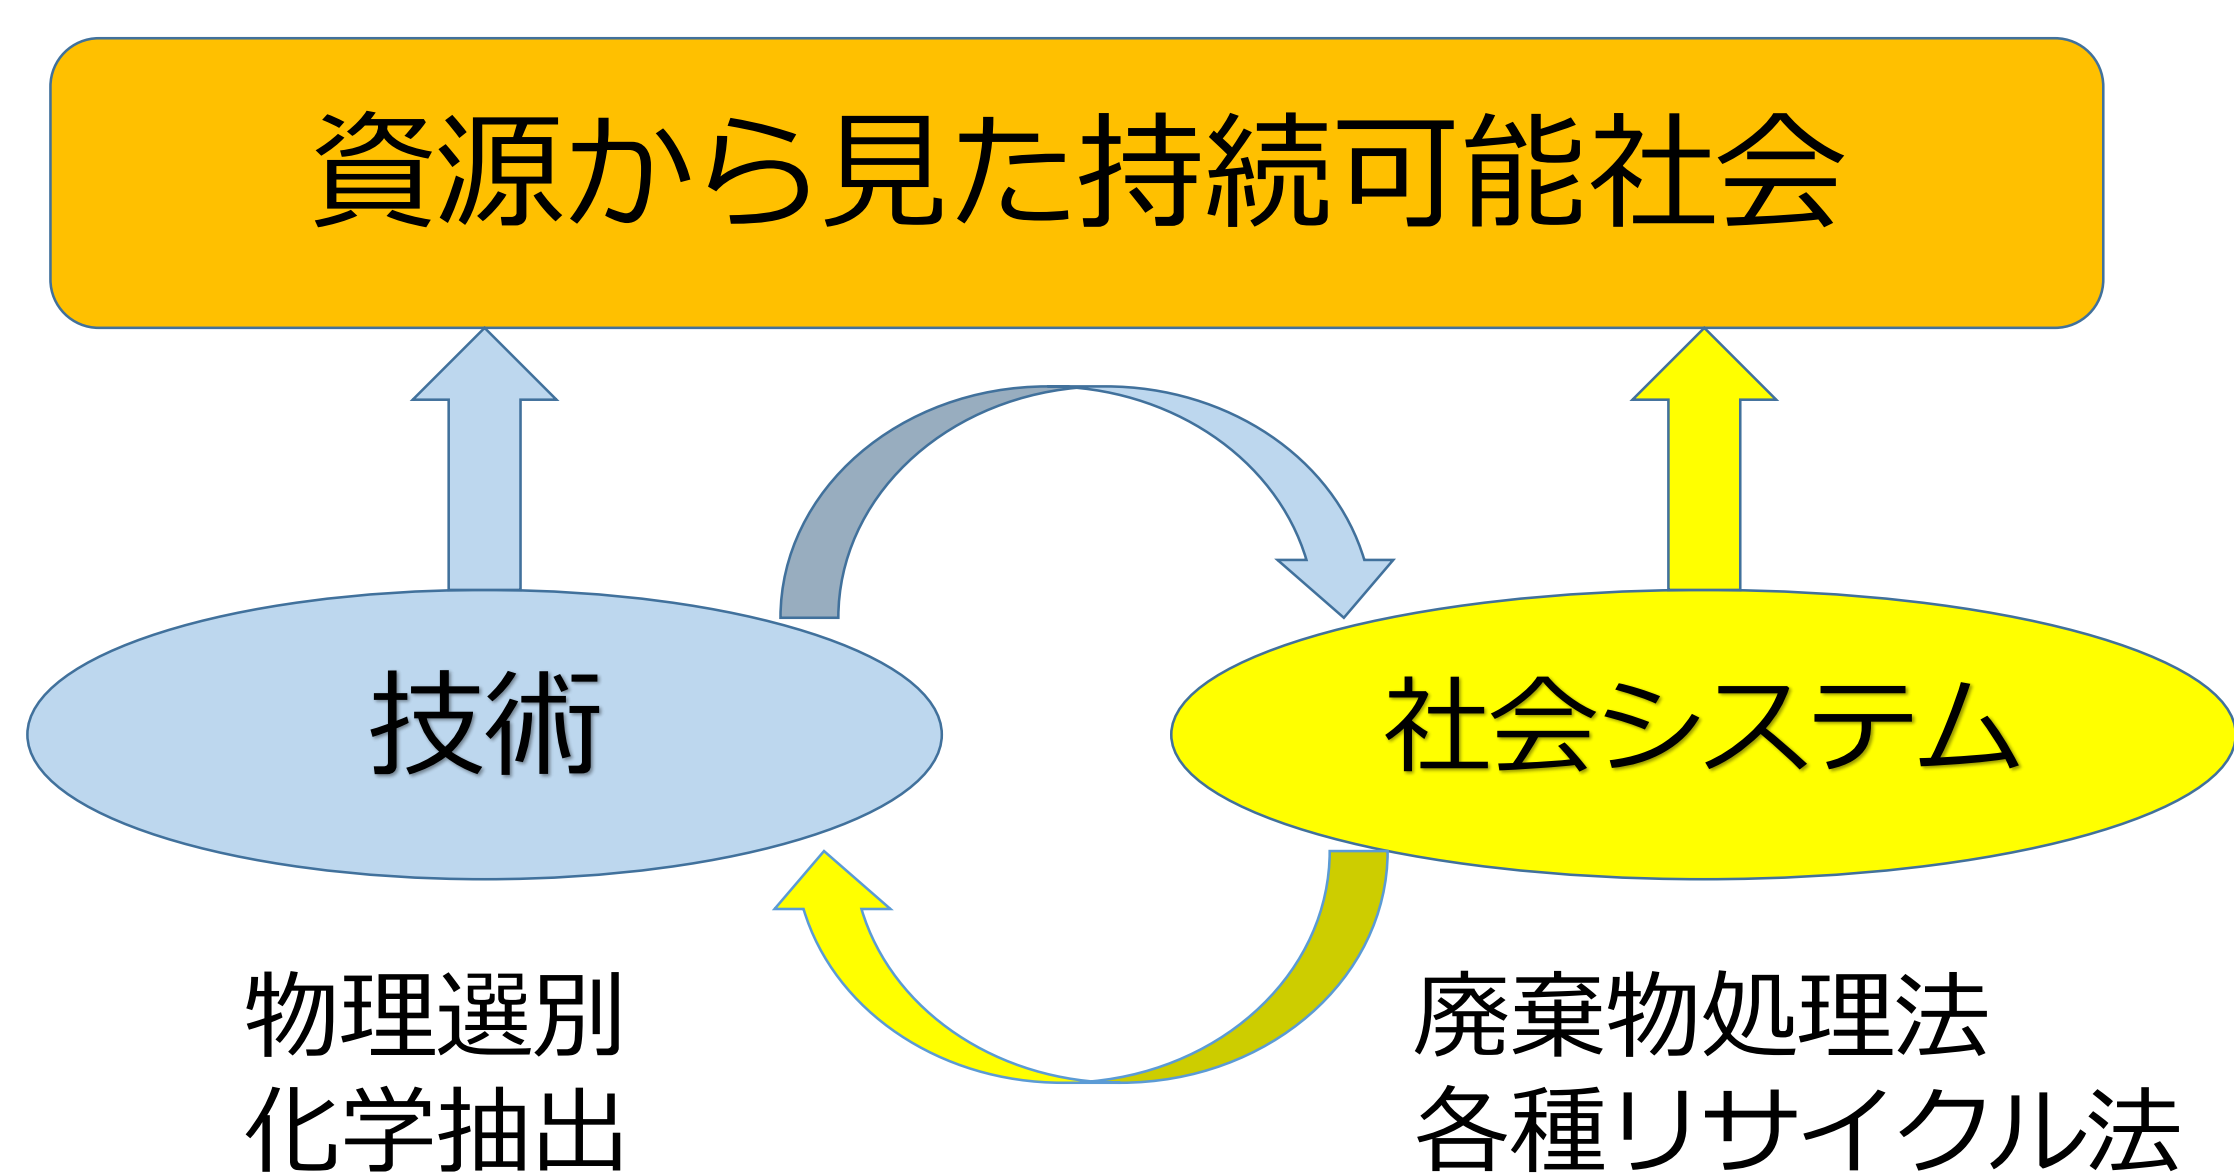 資源から見た持続可能社会
技術
社会システム
物理選別
化学抽出
廃棄物処理法
各種リサイクル法